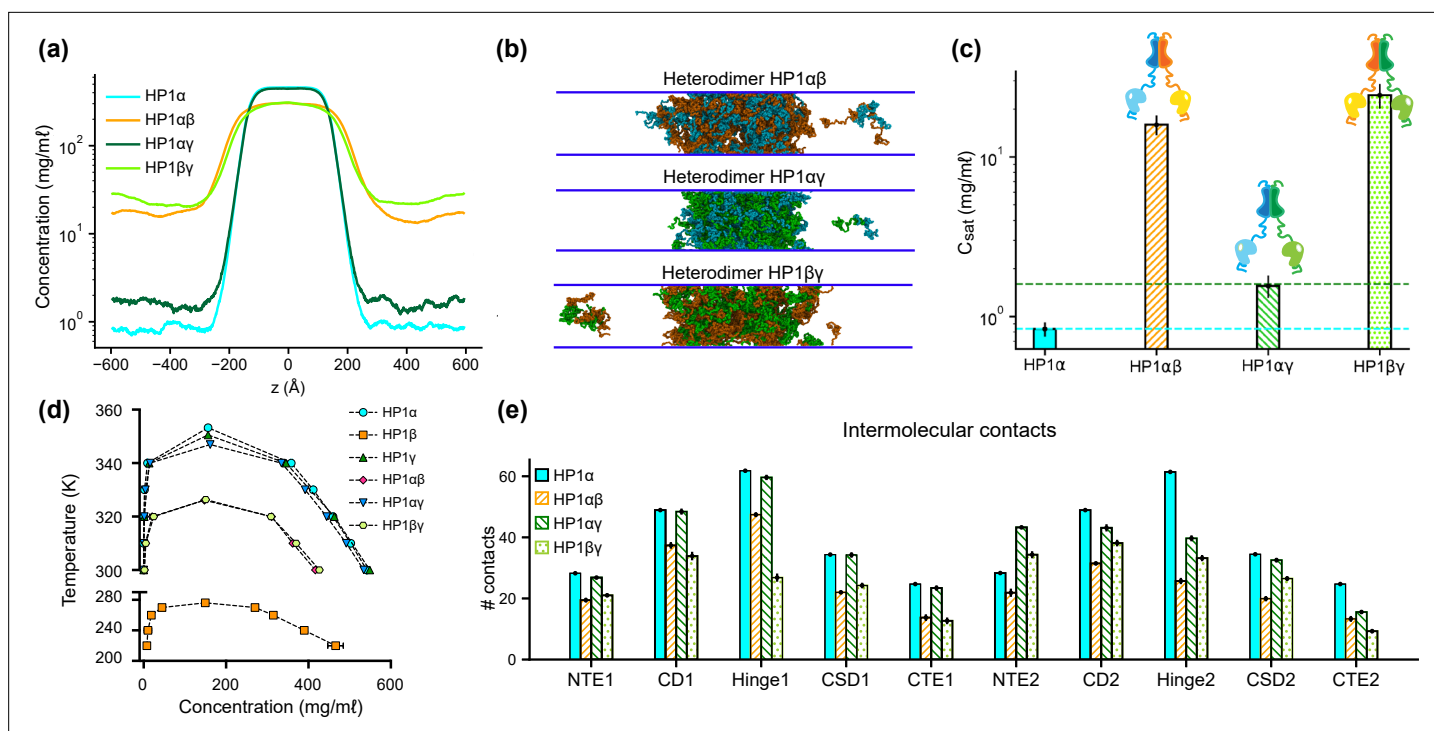 (a)
HP1α
HP1αβ
HP1αγ
HP1βγ
Concentration (mg/mℓ)
10²
10¹
10⁰
−600 −400 −200 0 200 400 600
z (Å)
(b)
Heterodimer HP1αβ
Heterodimer HP1αγ
Heterodimer HP1βγ
(c)
C_sat (mg/mℓ)
10¹
10⁰
HP1α HP1αβ HP1αγ HP1βγ
(d)
HP1α
HP1β
HP1γ
HP1αβ
HP1αγ
HP1βγ
Temperature (K)
360
340
320
300
280
240
200
0 200 400 600
Concentration (mg/mℓ)
(e)
Intermolecular contacts
HP1α
HP1αβ
HP1αγ
HP1βγ
# contacts
60
40
20
0
NTE1 CD1 Hinge1 CSD1 CTE1 NTE2 CD2 Hinge2 CSD2 CTE2